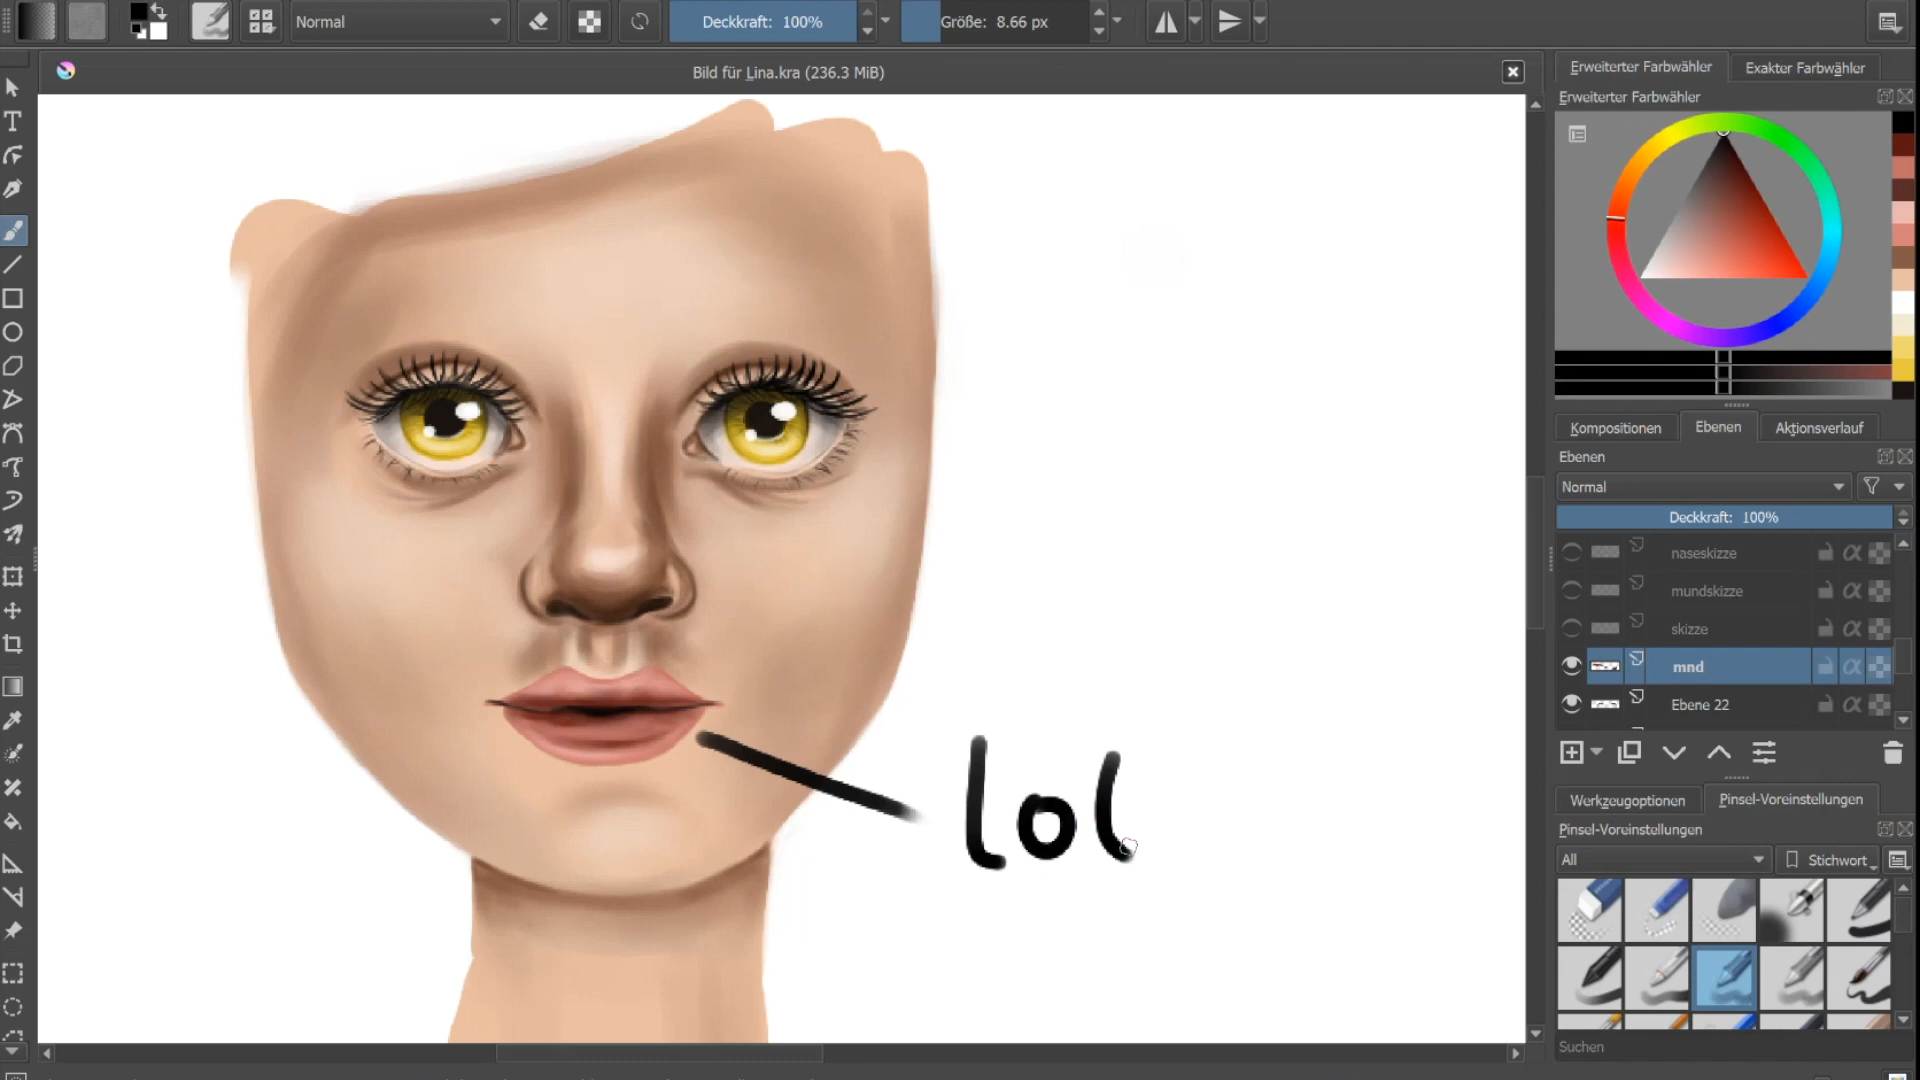 Normal
Deckkraft: 100%
Größe: 8.66 px
Bild für Lina.kra (236.3 MiB)
Erweiterter Farbwähler
Exakter Farbwähler
Erweiterter Farbwähler
Kompositionen
Ebenen
Aktionsverlauf
Ebenen
Normal
Deckkraft: 100%
naseskizze
mundskizze
skizze
mnd
Ebene 22
lol
Werkzeugoptionen
Pinsel-Voreinstellungen
Pinsel-Voreinstellungen
All
Stichwort
Suchen